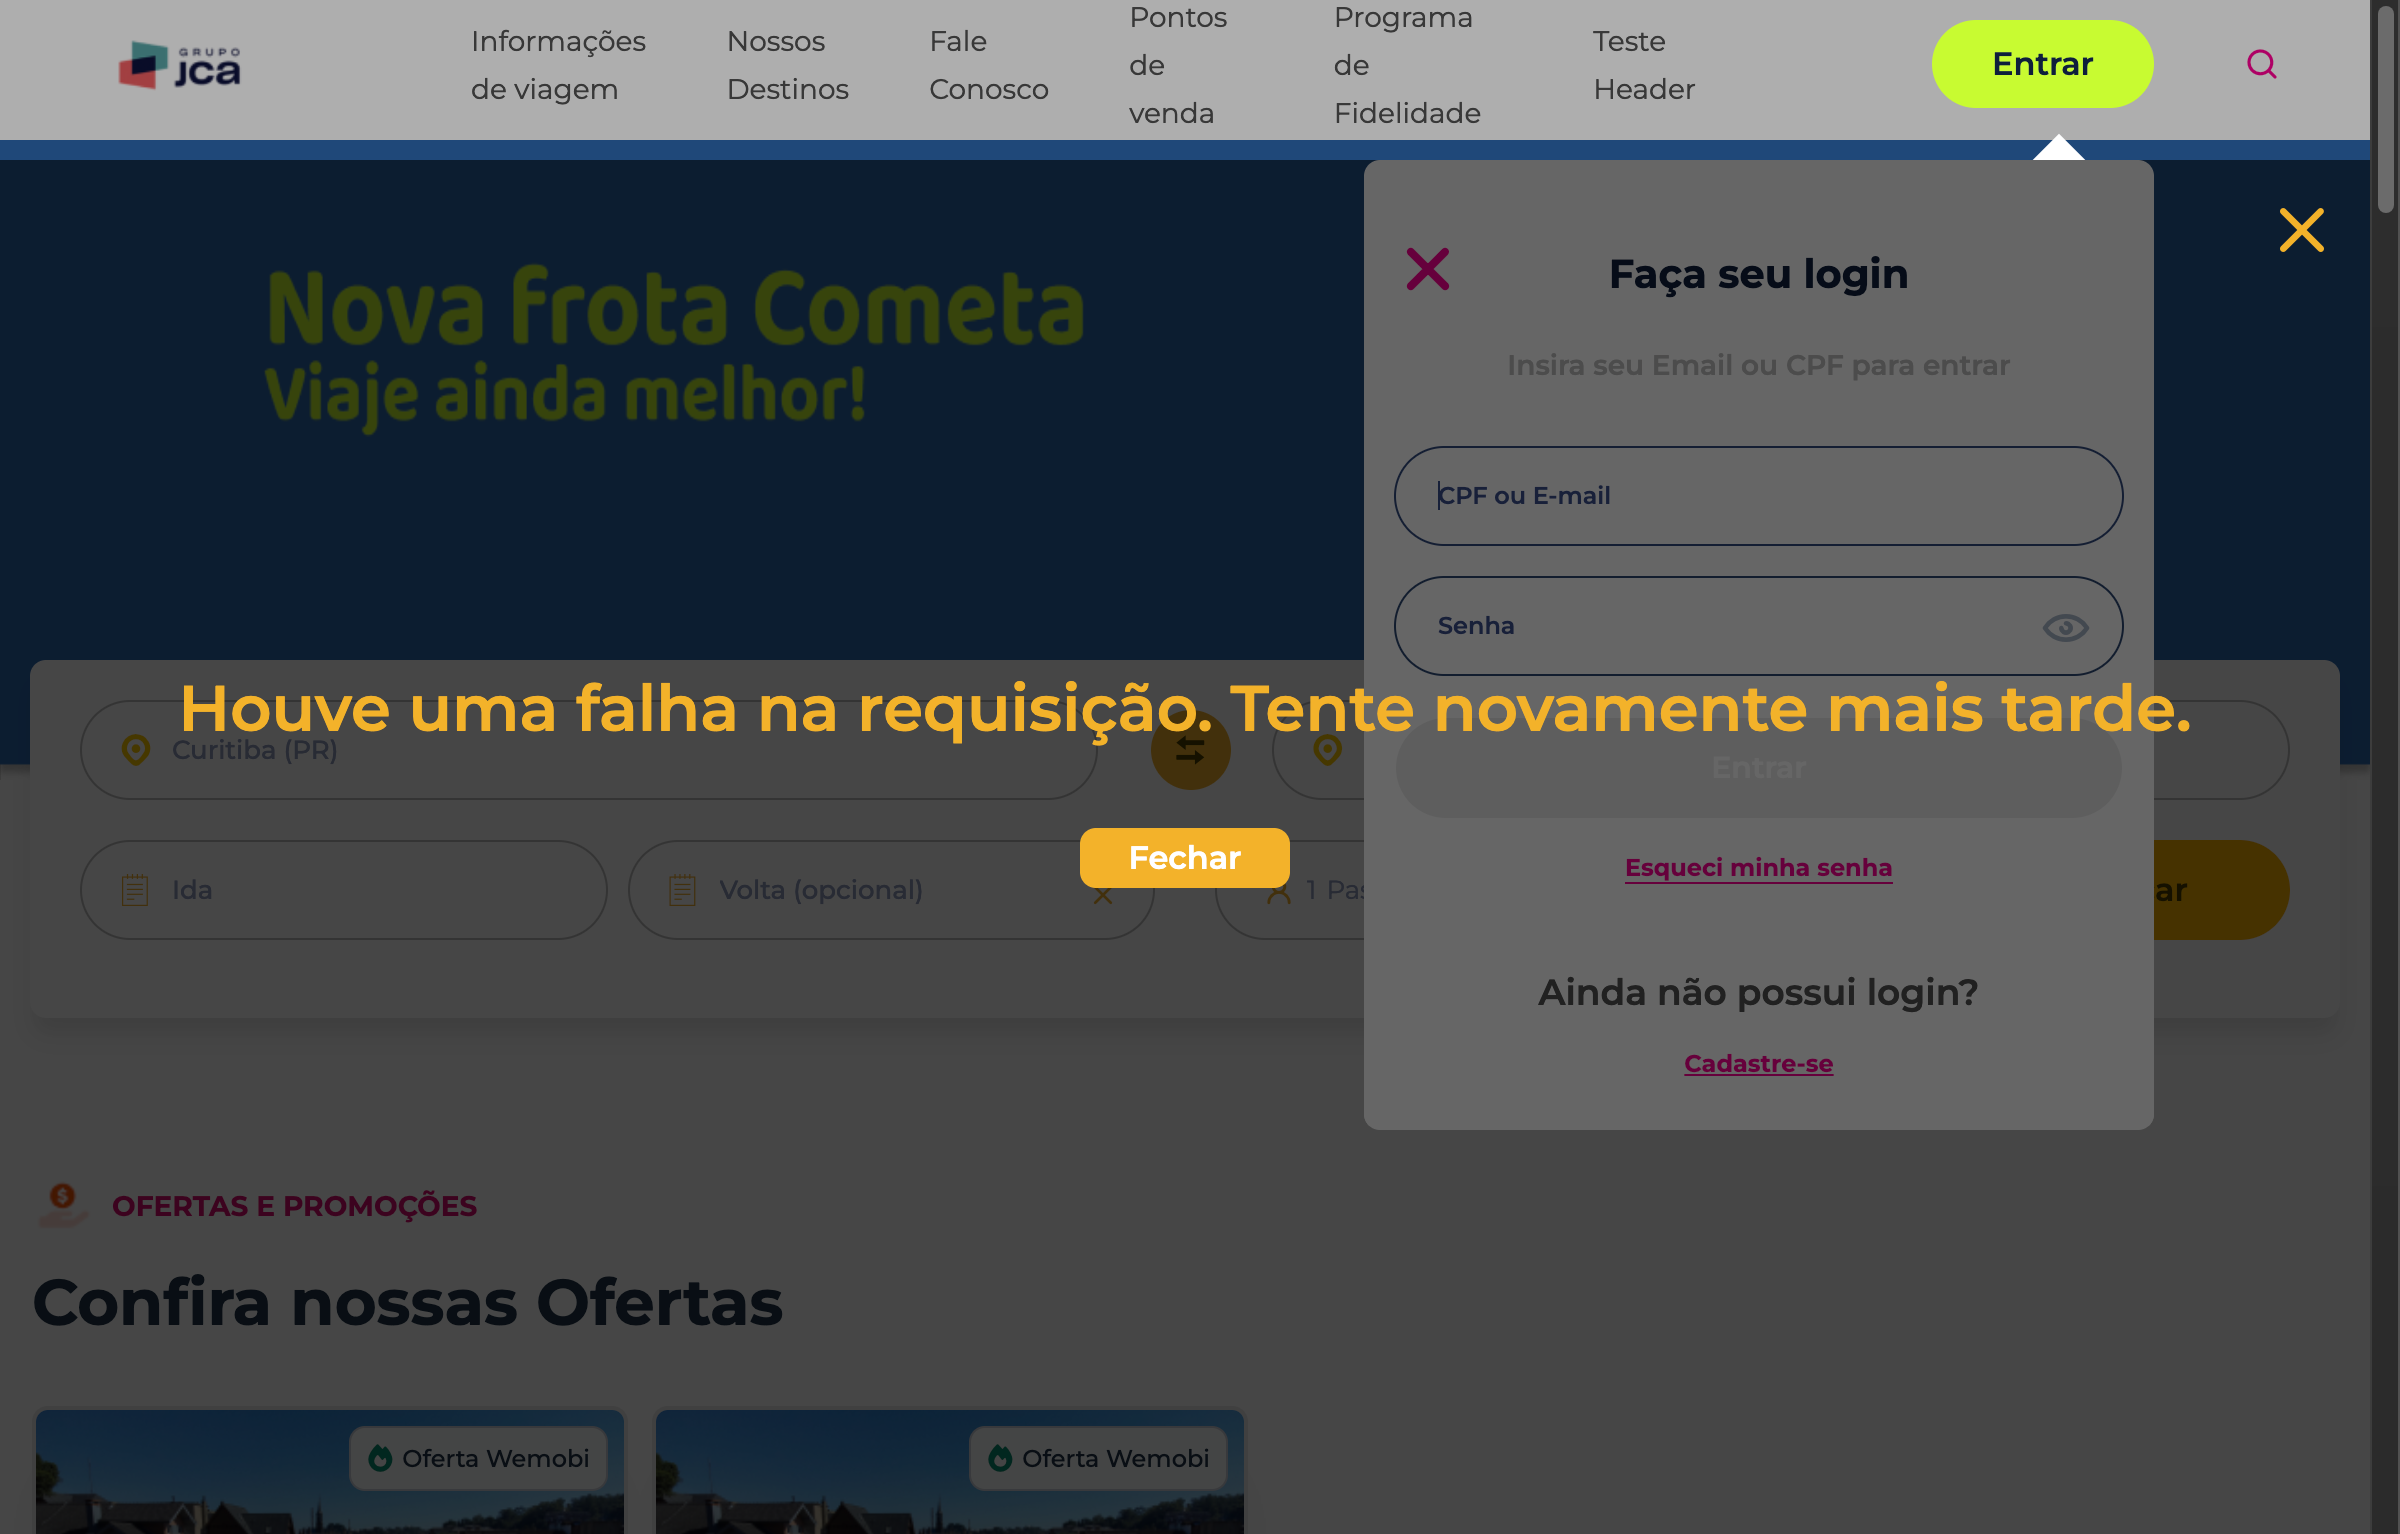 GRUPO
jca
Informações
de viagem
Nossos
Destinos
Fale
Conosco
Pontos
de
venda
Programa
de
Fidelidade
Teste
Header
Entrar
Nova frota Cometa
Viaje ainda melhor!
Faça seu login
Insira seu Email ou CPF para entrar
CPF ou E-mail
Senha
Houve uma falha na requisição. Tente novamente mais tarde.
Curitiba (PR)
Entrar
Fechar
Esqueci minha senha
Ida
Volta (opcional)
1 Pas
ar
Ainda não possui login?
Cadastre-se
OFERTAS E PROMOÇÕES
Confira nossas Ofertas
Oferta Wemobi
Oferta Wemobi